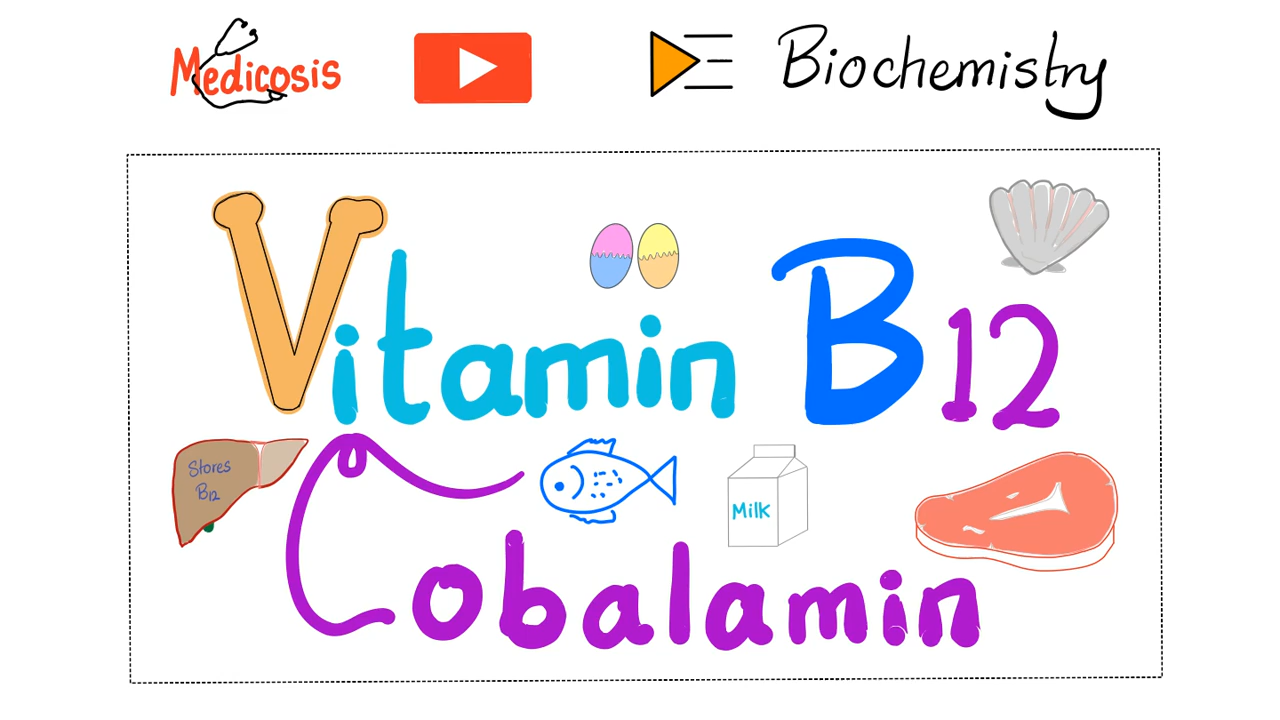 Medicosis
Biochemistry
Vitamin B12
Stores
B12
Milk
Cobalamin